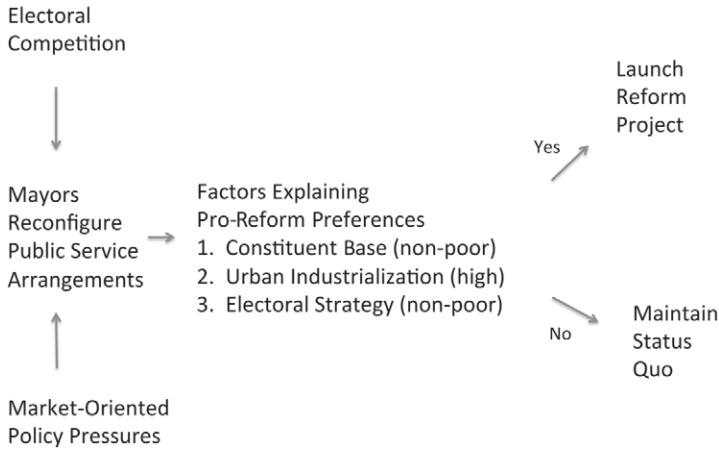 Electoral
Competition
Mayors
Reconfigure
Public Service
Arrangements
Market-Oriented
Policy Pressures
Factors Explaining
Pro-Reform Preferences
1. Constituent Base (non-poor)
2. Urban Industrialization (high)
3. Electoral Strategy (non-poor)
Yes
Launch
Reform
Project
No
Maintain
Status
Quo